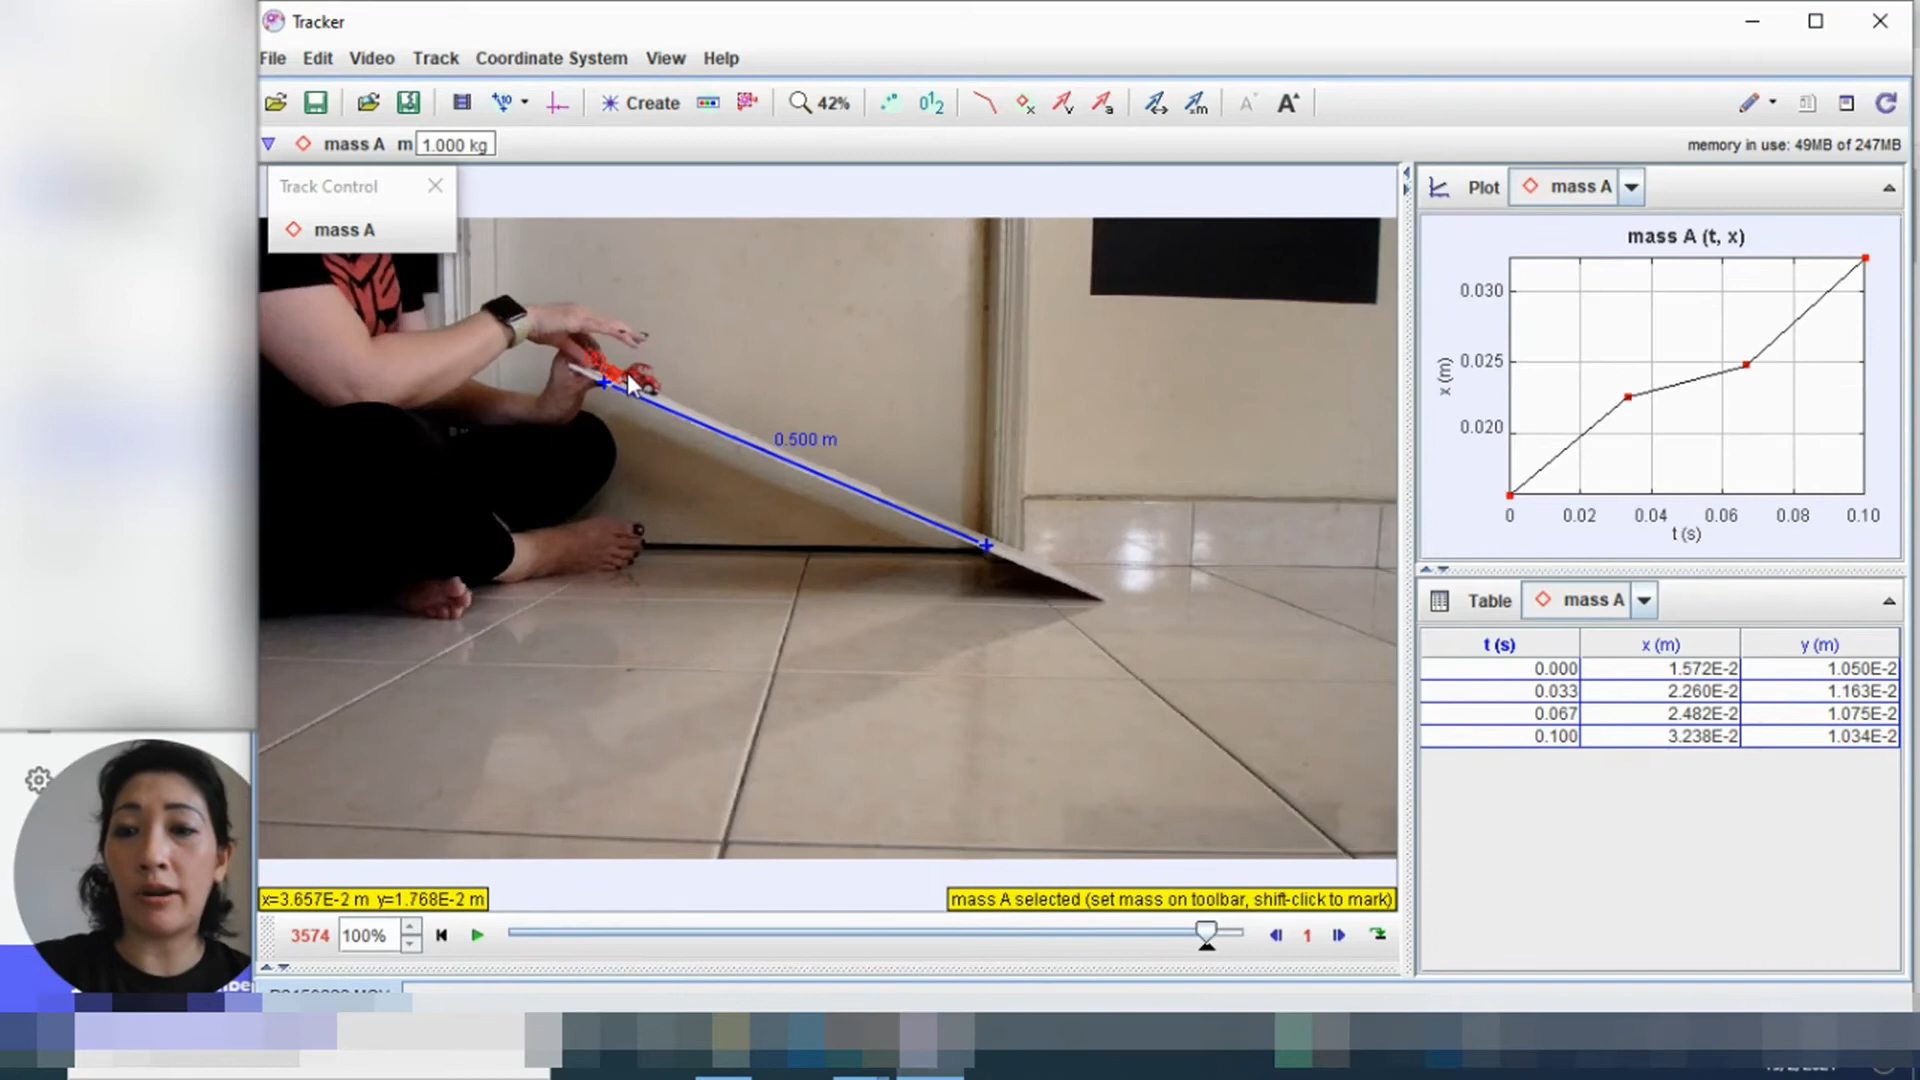 Tracker
File Edit Video Track Coordinate System View Help
Create 42%
mass A m 1.000 kg
memory in use: 49MB of 247MB
Track Control
mass A
0.500 m
Plot mass A
mass A (t, x)
0.030
0.025
0.020
x (m)
0 0.02 0.04 0.06 0.08 0.10
t (s)
Table mass A
t (s) x (m) y (m)
0.000 1.572E-2 1.050E-2
0.033 2.260E-2 1.163E-2
0.067 2.482E-2 1.075E-2
0.100 3.238E-2 1.034E-2
x=3.657E-2 m y=1.768E-2 m
mass A selected (set mass on toolbar, shift-click to mark)
3574 100% 1